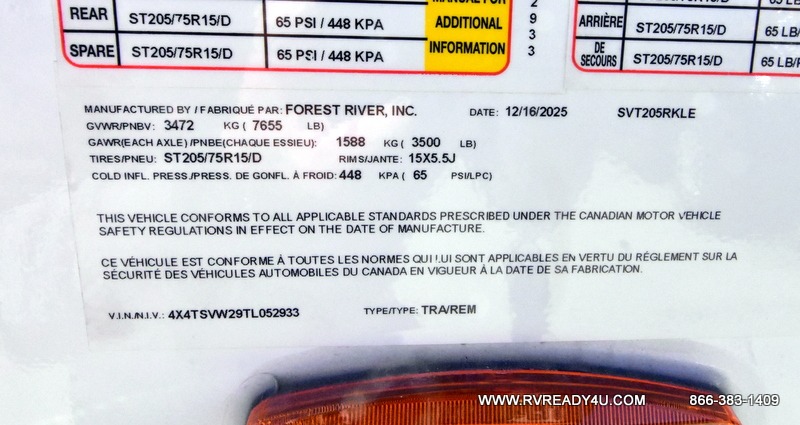 MANUAL FOR
REAR ST205/75R15/D 65 PSI / 448 KPA ADDITIONAL
SPARE ST205/75R15/D 65 PSI / 448 KPA INFORMATION
2
9
3
3
ARRIÈRE ST205/75R15/D 65 LB/
DE SECOURS ST205/75R15/D 65 LB/P
MANUFACTURED BY / FABRIQUÉ PAR: FOREST RIVER, INC. DATE: 12/16/2025 SVT205RKLE
GVWR/PNBV: 3472 KG ( 7655 LB)
GAWR(EACH AXLE) /PNBE(CHAQUE ESSIEU): 1588 KG ( 3500 LB)
TIRES/PNEU: ST205/75R15/D RIMS/JANTE: 15X5.5J
COLD INFL. PRESS./PRESS. DE GONFL. À FROID: 448 KPA ( 65 PSI/LPC)
THIS VEHICLE CONFORMS TO ALL APPLICABLE STANDARDS PRESCRIBED UNDER THE CANADIAN MOTOR VEHICLE
SAFETY REGULATIONS IN EFFECT ON THE DATE OF MANUFACTURE.
CE VÉHICULE EST CONFORME À TOUTES LES NORMES QUI LUI SONT APPLICABLES EN VERTU DU RÉGLEMENT SUR LA
SÉCURITÉ DES VÉHICULES AUTOMOBILES DU CANADA EN VIGUEUR À LA DATE DE SA FABRICATION.
V.I.N./N.I.V.: 4X4TSVW29TL052933 TYPE/TYPE: TRA/REM
WWW.RVREADY4U.COM 866-383-1409